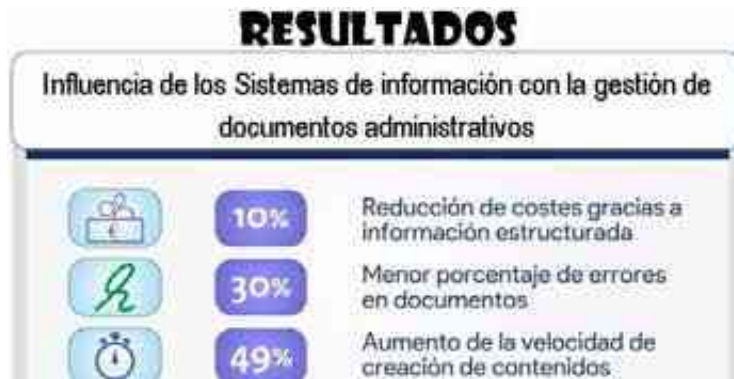 RESULTADOS
Influencia de los Sistemas de información con la gestión de
documentos administrativos
10%
Reducción de costes gracias a
información estructurada
30%
Menor porcentaje de errores
en documentos
49%
Aumento de la velocidad de
creación de contenidos